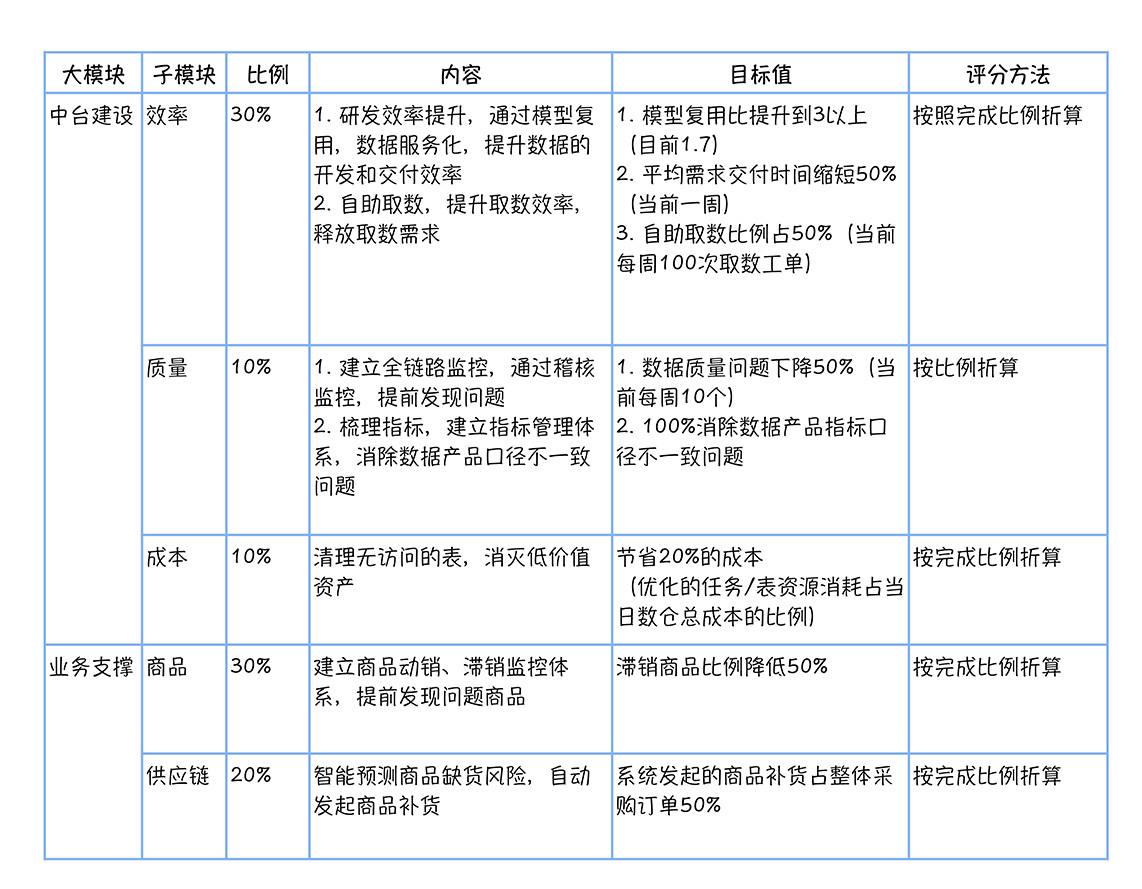 大模块 子模块 比例 内容 目标值 评分方法
中台建设 效率 30% 1. 研发效率提升，通过模型复 1. 模型复用比提升到3以上 按照完成比例折算
用，数据服务化，提升数据的 （目前1.7）
开发和交付效率 2. 平均需求交付时间缩短50%
2. 自助取数，提升取数效率， （当前一周）
释放取数需求 3. 自助取数比例占50%（当前
每周100次取数工单）
质量 10% 1. 建立全链路监控，通过稽核 1. 数据质量问题下降50%（当 按比例折算
监控，提前发现问题 前每周10个）
2. 梳理指标，建立指标管理体 2. 100%消除数据产品指标口
系，消除数据产品口径不一致 径不一致问题
问题
成本 10% 清理无访问的表，消灭低价值 节省20%的成本 按完成比例折算
资产 （优化的任务/表资源消耗占当
日数仓总成本的比例）
业务支撑 商品 30% 建立商品动销、滞销监控体 滞销商品比例降低50% 按完成比例折算
系，提前发现问题商品
供应链 20% 智能预测商品缺货风险，自动 系统发起的商品补货占整体采 按完成比例折算
发起商品补货 购订单50%